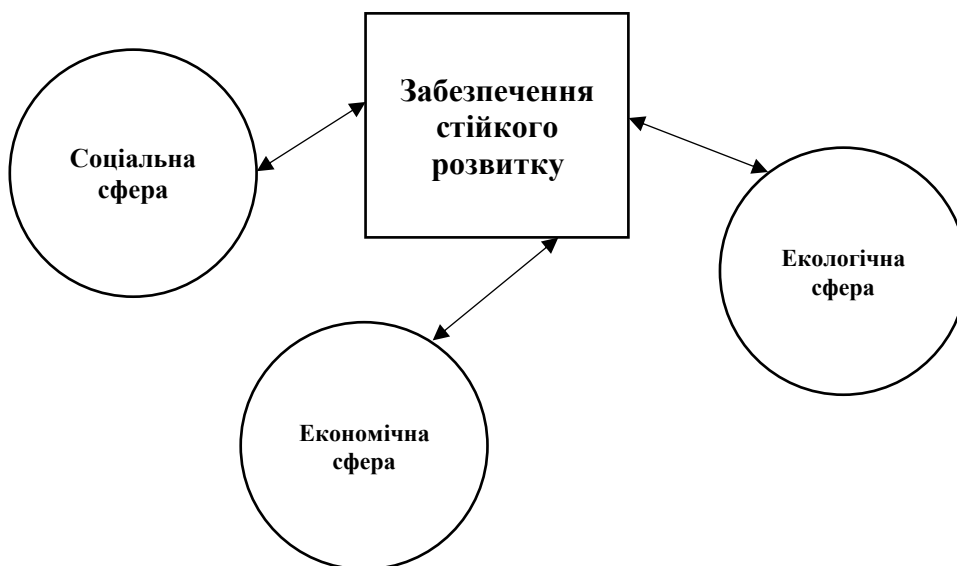 Забезпечення
стійкого
розвитку
Соціальна
сфера
Екологічна
сфера
Економічна
сфера